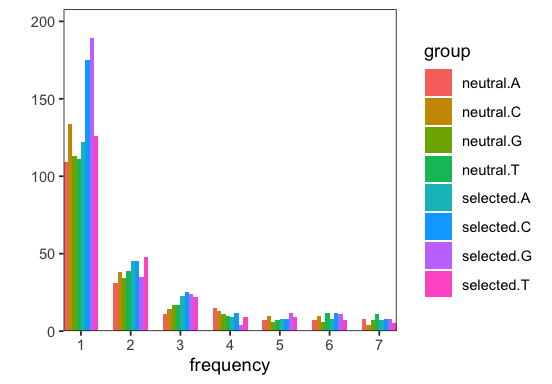 200
150
100
50
0
1 2 3 4 5 6 7
frequency
group
neutral.A
neutral.C
neutral.G
neutral.T
selected.A
selected.C
selected.G
selected.T